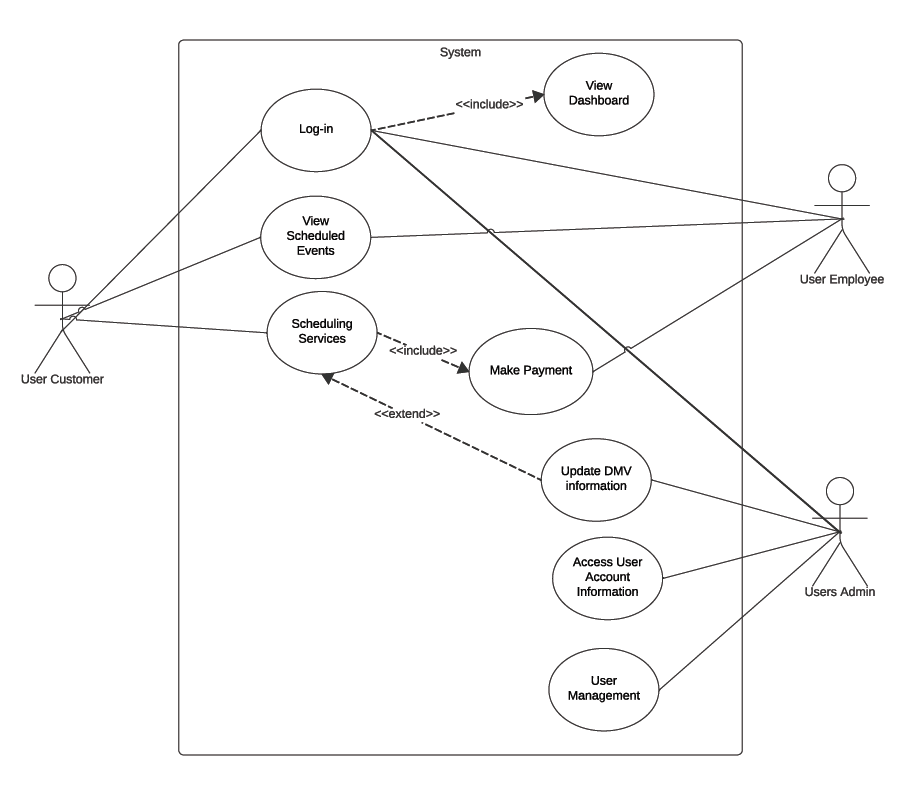 System
View
Dashboard
<<include>>
Log-in
View
Scheduled
Events
User Employee
Scheduling
Services
<<include>>
Make Payment
User Customer
<<extend>>
Update DMV
information
Access User
Account
Information
Users Admin
User
Management